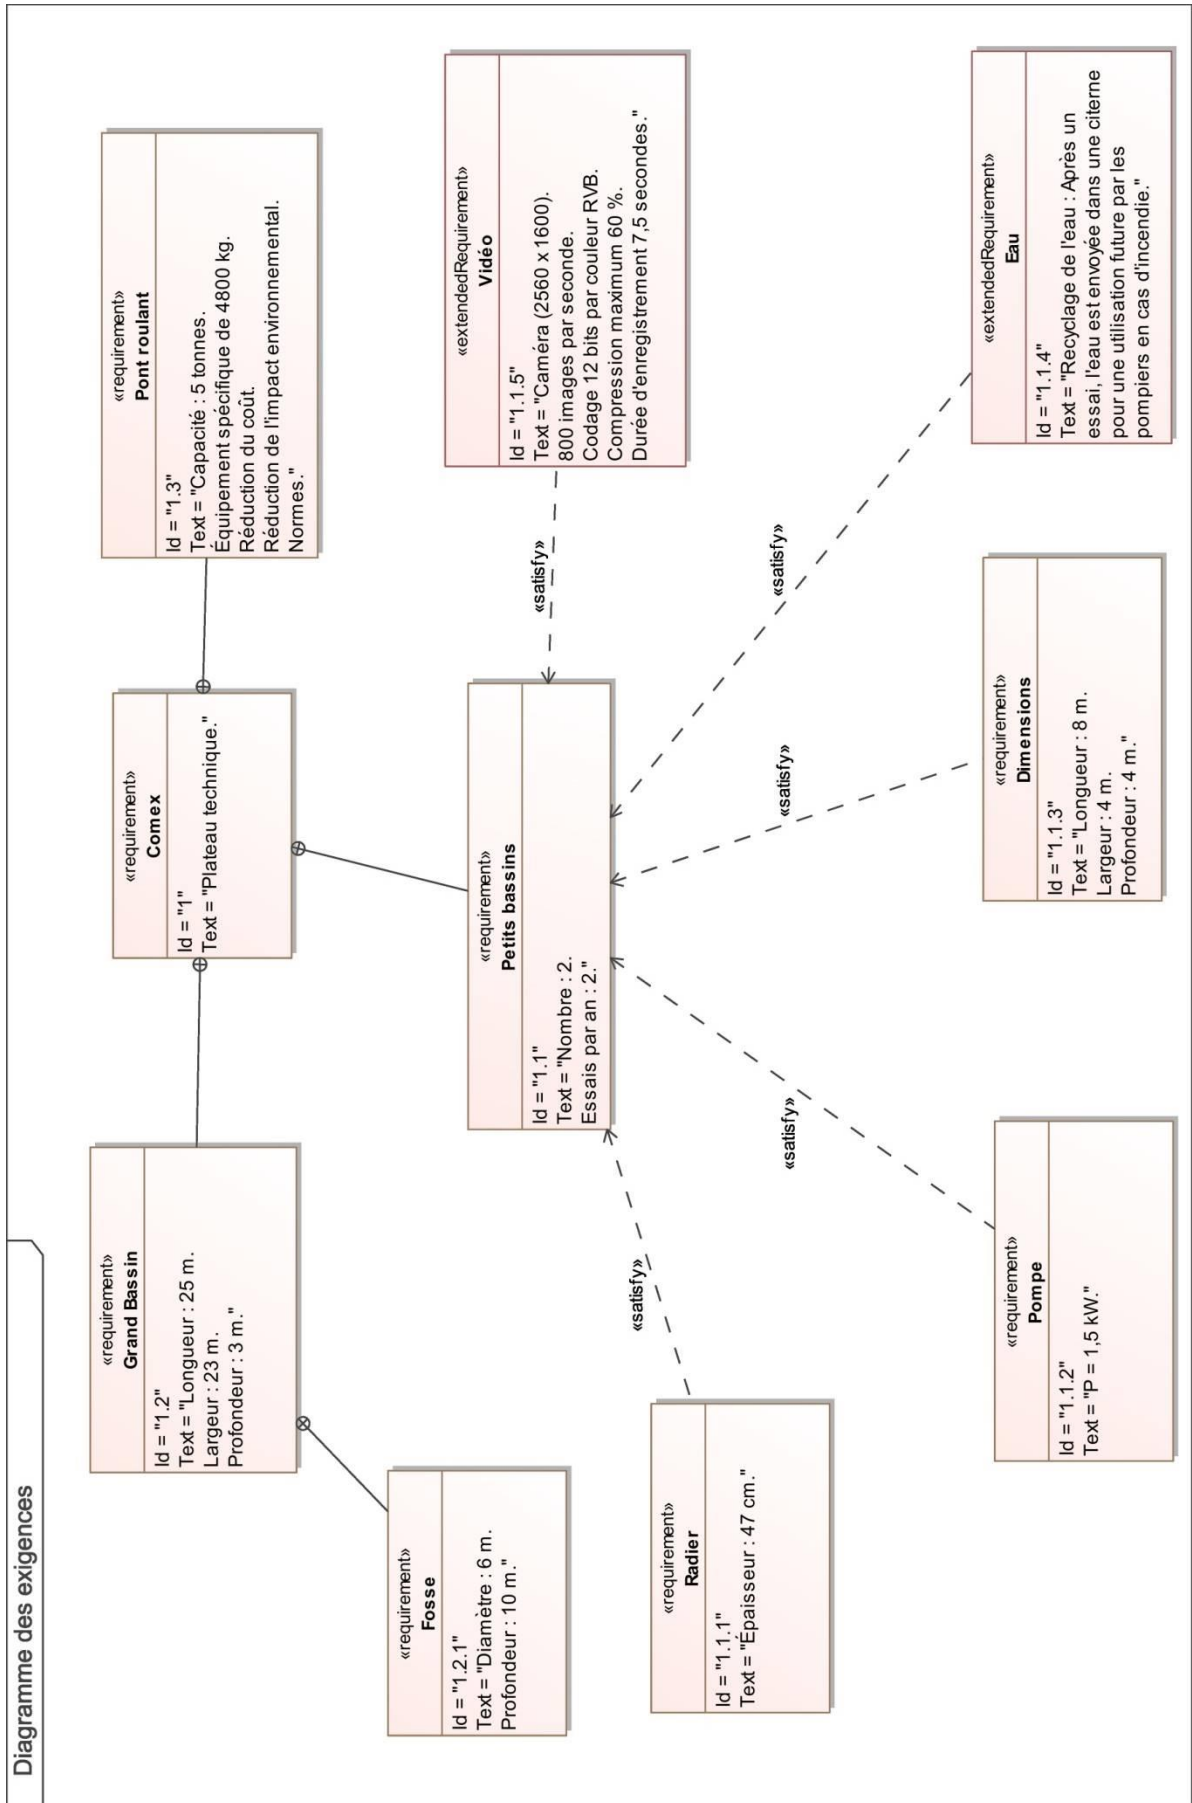 Diagramme des exigences
«requirement»
Grand Bassin
Id = "1.2"
Text = "Longueur : 25 m.
Largeur : 23 m.
Profondeur : 3 m."
«requirement»
Comex
Id = "1"
Text = "Plateau technique."
«requirement»
Pont roulant
Id = "1.3"
Text = "Capacité : 5 tonnes.
Équipement spécifique de 4800 kg.
Réduction du coût.
Réduction de l'impact environnemental.
Normes."
«requirement»
Fosse
Id = "1.2.1"
Text = "Diamètre : 6 m.
Profondeur : 10 m."
«requirement»
Petits bassins
Id = "1.1"
Text = "Nombre : 2.
Essais par an : 2."
«satisfy»
«extendedRequirement»
Vidéo
Id = "1.1.5"
Text = "Caméra (2560 x 1600).
800 images par seconde.
Codage 12 bits par couleur RVB.
Compression maximum 60 %.
Durée d'enregistrement 7,5 secondes."
«requirement»
Radier
Id = "1.1.1"
Text = "Épaisseur : 47 cm."
«satisfy»
«satisfy»
«satisfy»
«satisfy»
«requirement»
Pompe
Id = "1.1.2"
Text = "P = 1,5 kW."
«requirement»
Dimensions
Id = "1.1.3"
Text = "Longueur : 8 m.
Largeur : 4 m.
Profondeur : 4 m."
«extendedRequirement»
Eau
Id = "1.1.4"
Text = "Recyclage de l'eau : Après un
essai, l'eau est envoyée dans une citerne
pour une utilisation future par les
pompiers en cas d'incendie."